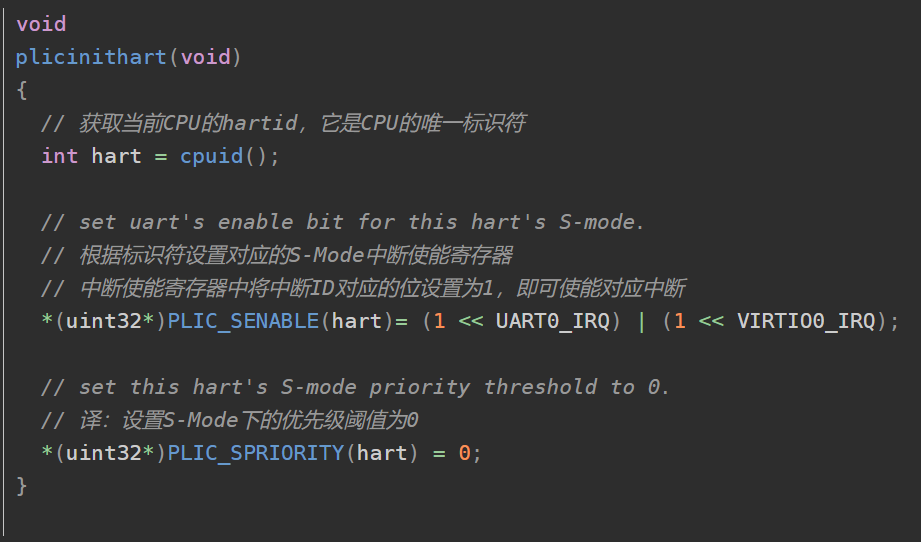 void
plicinithart(void)
{
// 获取当前CPU的hartid，它是CPU的唯一标识符
int hart = cpuid();
// set uart's enable bit for this hart's S-mode.
// 根据标识符设置对应的S-Mode中断使能寄存器
// 中断使能寄存器中将中断ID对应的位设置为1，即可使能对应中断
*(uint32*)PLIC_SENABLE(hart)= (1 << UART0_IRQ) | (1 << VIRTIO0_IRQ);
// set this hart's S-mode priority threshold to 0.
// 译：设置S-Mode下的优先级阈值为0
*(uint32*)PLIC_SPRIORITY(hart) = 0;
}